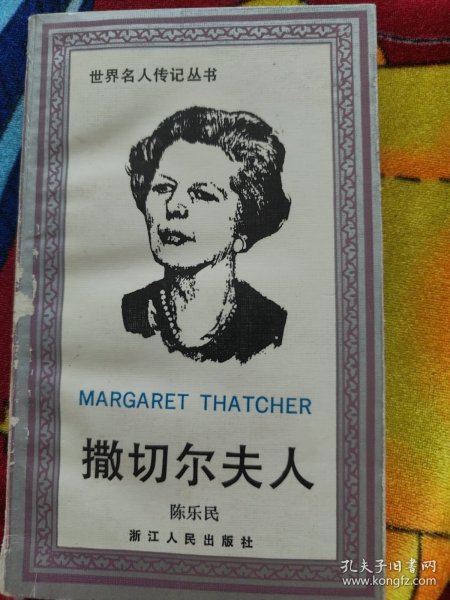 世界名人传记丛书
MARGARET THATCHER
撒切尔夫人
陈乐民
浙江人民出版社
孔夫子旧书网
www.kongfz.com